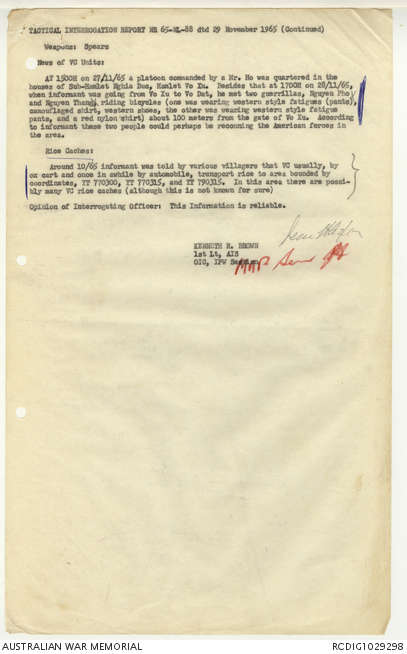 TACTICAL INTERROGATION REPORT NR 65-ML-88 dtd 29 November 1965 (Continued)
Weapons: Spears
News of VC Units:
AT 1500H on 27/11/65 a platoon commanded by a Mr. Ho was quartered in the
houses of Sub-Hamlet Nghia Duc, Hamlet Vo Xu. Besides that at 1700H on 28/11/65,
when informant was going from Vo Xu to Vo Dat, he met two guerrillas, Nguyen Pho
and Nguyen Thang, riding bicycles (one was wearing western style fatigues (pants),
camouflaged shirt, western shoes, the other was wearing western style fatigue
pants, and a red nylon shirt) about 100 meters from the gate of Vo Xu. According
to informant these two people could perhaps be reconning the American forces in
the area.
Rice Caches:
Around 10/65 informant was told by various villagers that VC usually, by
ox cart and once in awhile by automobile, transport rice to area bounded by
coordinates, YT 770300, YT 770315, and YT 790315. In this area there are possi-
bly many VC rice caches (although this is not known for sure)
Opinion of Interrogating Officer: This Information is reliable.
KENNETH R. BROWN
1st Lt, AIS
OIC, IPW Section
AUSTRALIAN WAR MEMORIAL
RCDIG1029298